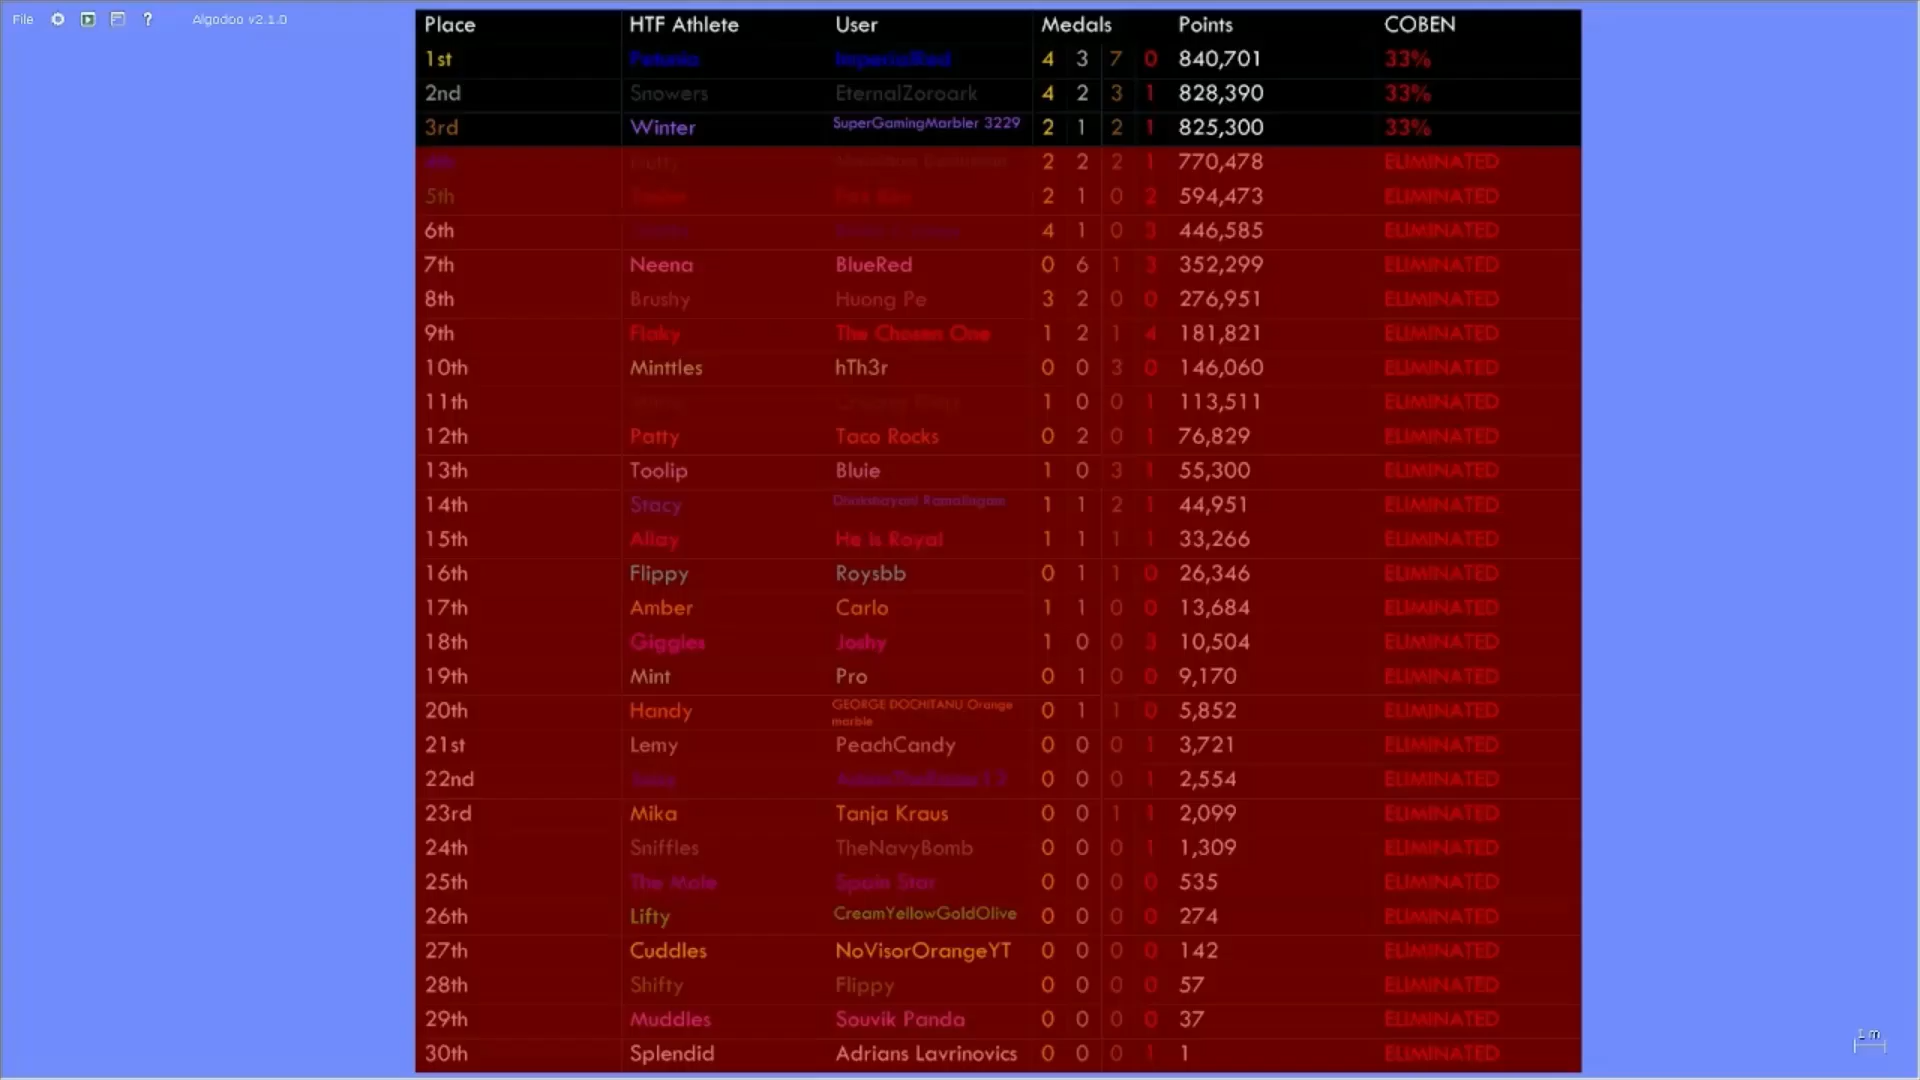 File ? Algodoo v2.1.0
Place HTF Athlete User Medals Points COBEN
1st Petunia ImperialRed 4 3 7 0 840,701 33%
2nd Snowers EternalZoroark 4 2 3 1 828,390 33%
3rd Winter SuperGamingMarbler 3229 2 1 2 1 825,300 33%
2 2 2 1 770,478 ELIMINATED
5th 2 1 0 2 594,473 ELIMINATED
6th 4 1 0 3 446,585 ELIMINATED
7th Neena BlueRed 0 6 1 3 352,299 ELIMINATED
8th Brushy Huong Pe 3 2 0 0 276,951 ELIMINATED
9th Flaky The Chosen One 1 2 1 4 181,821 ELIMINATED
10th Minttles hTh3r 0 0 3 0 146,060 ELIMINATED
11th 1 0 0 1 113,511 ELIMINATED
12th Patty Taco Rocks 0 2 0 1 76,829 ELIMINATED
13th Toolip Bluie 1 0 3 1 55,300 ELIMINATED
14th Stacy Ramalingam 1 1 2 1 44,951 ELIMINATED
15th Allay He Is Royal 1 1 1 1 33,266 ELIMINATED
16th Flippy Roysbb 0 1 1 0 26,346 ELIMINATED
17th Amber Carlo 1 1 0 0 13,684 ELIMINATED
18th Giggles Joshy 1 0 0 3 10,504 ELIMINATED
19th Mint Pro 0 1 0 0 9,170 ELIMINATED
20th Handy GEORGE DOCHITANU Orange marble 0 1 1 0 5,852 ELIMINATED
21st Lemy PeachCandy 0 0 0 1 3,721 ELIMINATED
22nd 0 0 0 1 2,554 ELIMINATED
23rd Mika Tanja Kraus 0 0 1 1 2,099 ELIMINATED
24th Sniffles TheNavyBomb 0 0 0 1 1,309 ELIMINATED
25th The Mole Spain Star 0 0 0 0 535 ELIMINATED
26th Lifty CreamYellowGoldOlive 0 0 0 0 274 ELIMINATED
27th Cuddles NoVisorOrangeYT 0 0 0 0 142 ELIMINATED
28th Shifty Flippy 0 0 0 0 57 ELIMINATED
29th Muddles Souvik Panda 0 0 0 0 37 ELIMINATED
30th Splendid Adrians Lavrinovics 0 0 0 1 1 ELIMINATED
1 m